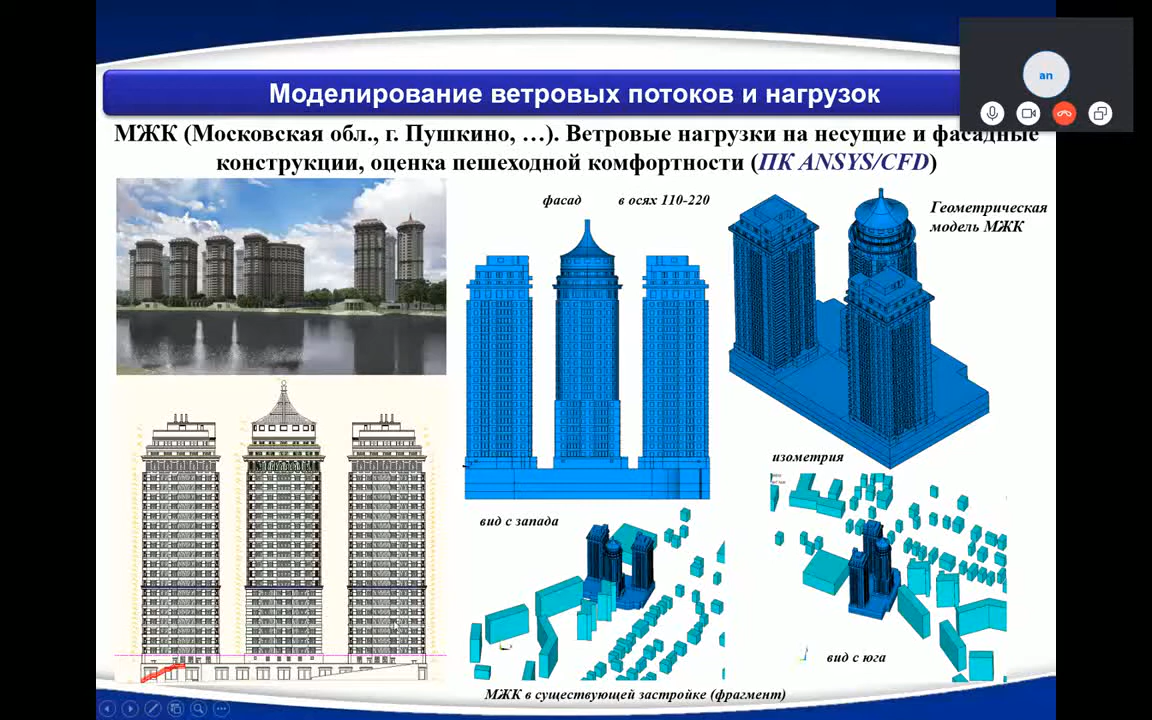 an
Моделирование ветровых потоков и нагрузок
МЖК (Московская обл., г. Пушкино, …). Ветровые нагрузки на несущие и фасадные
конструкции, оценка пешеходной комфортности (ПК ANSYS/CFD)
фасад в осях 110-220
Геометрическая
модель МЖК
изометрия
вид с запада
вид с юга
МЖК в существующей застройке (фрагмент)